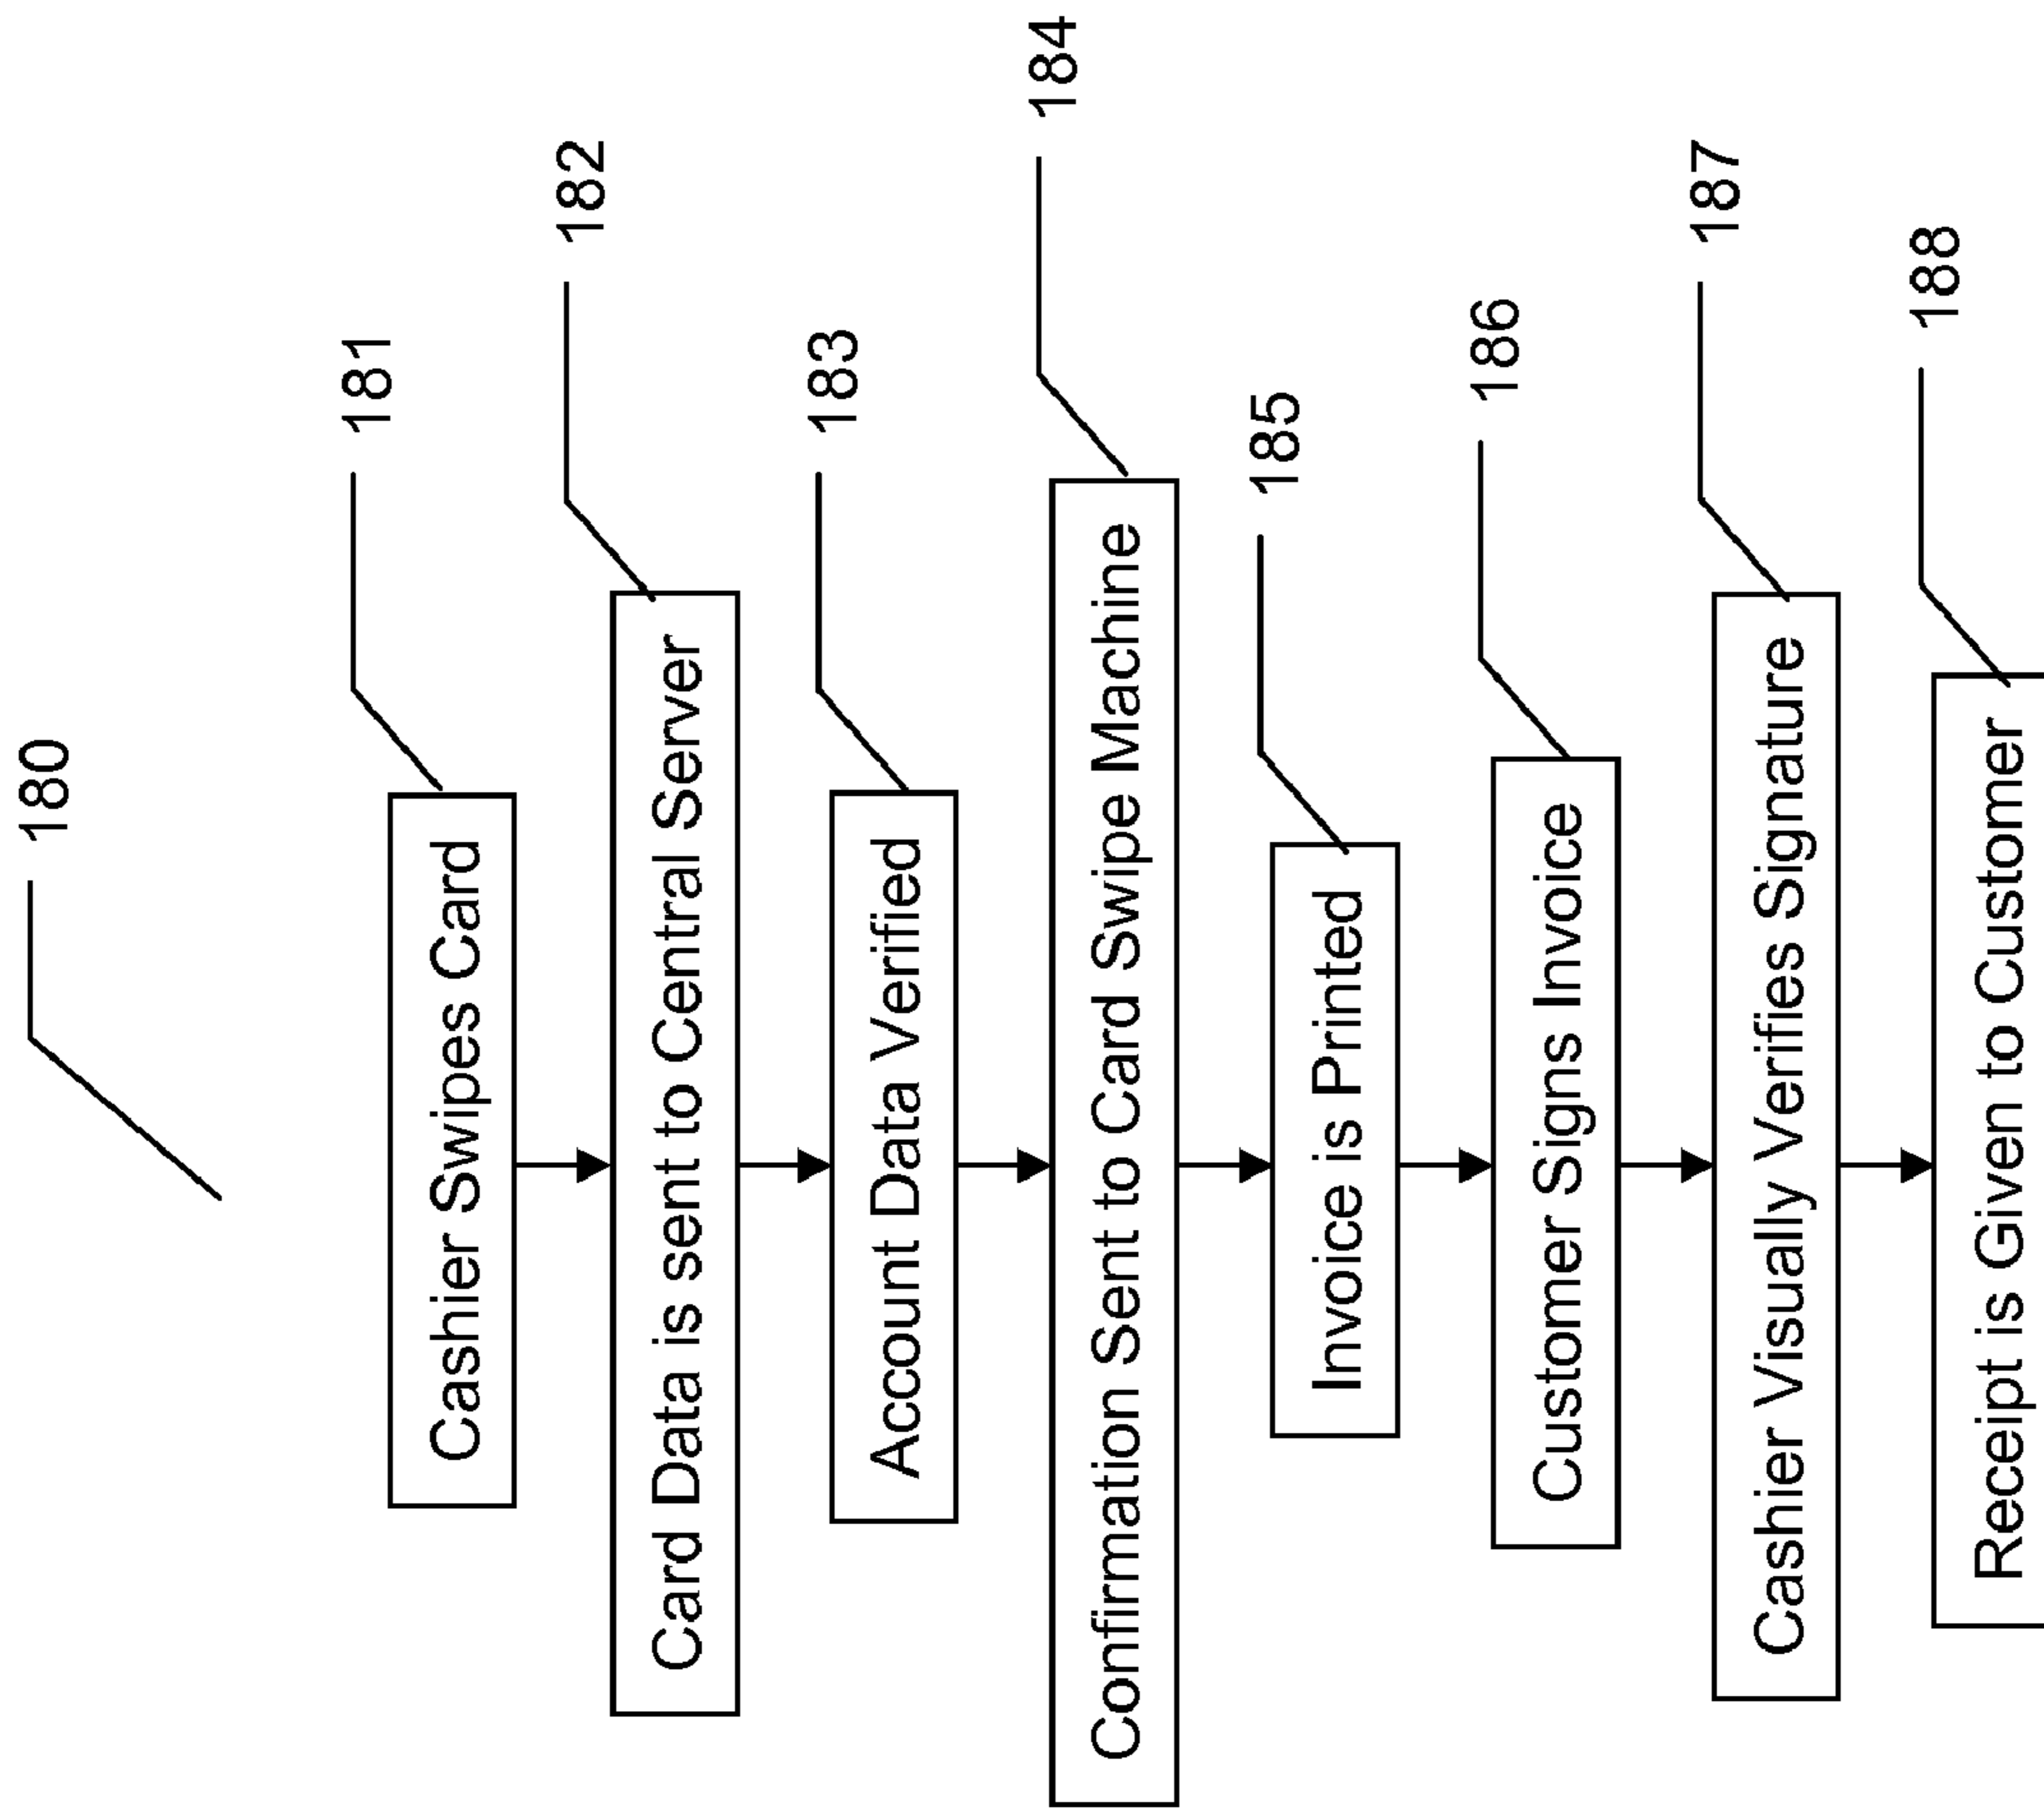 180
181
Cashier Swipes Card
182
Card Data is sent to Central Server
183
Account Data Verified
184
Confirmation Sent to Card Swipe Machine
185
Invoice is Printed
186
Customer Signs Invoice
187
Cashier Visually Verifies Signature
188
Receipt is Given to Customer